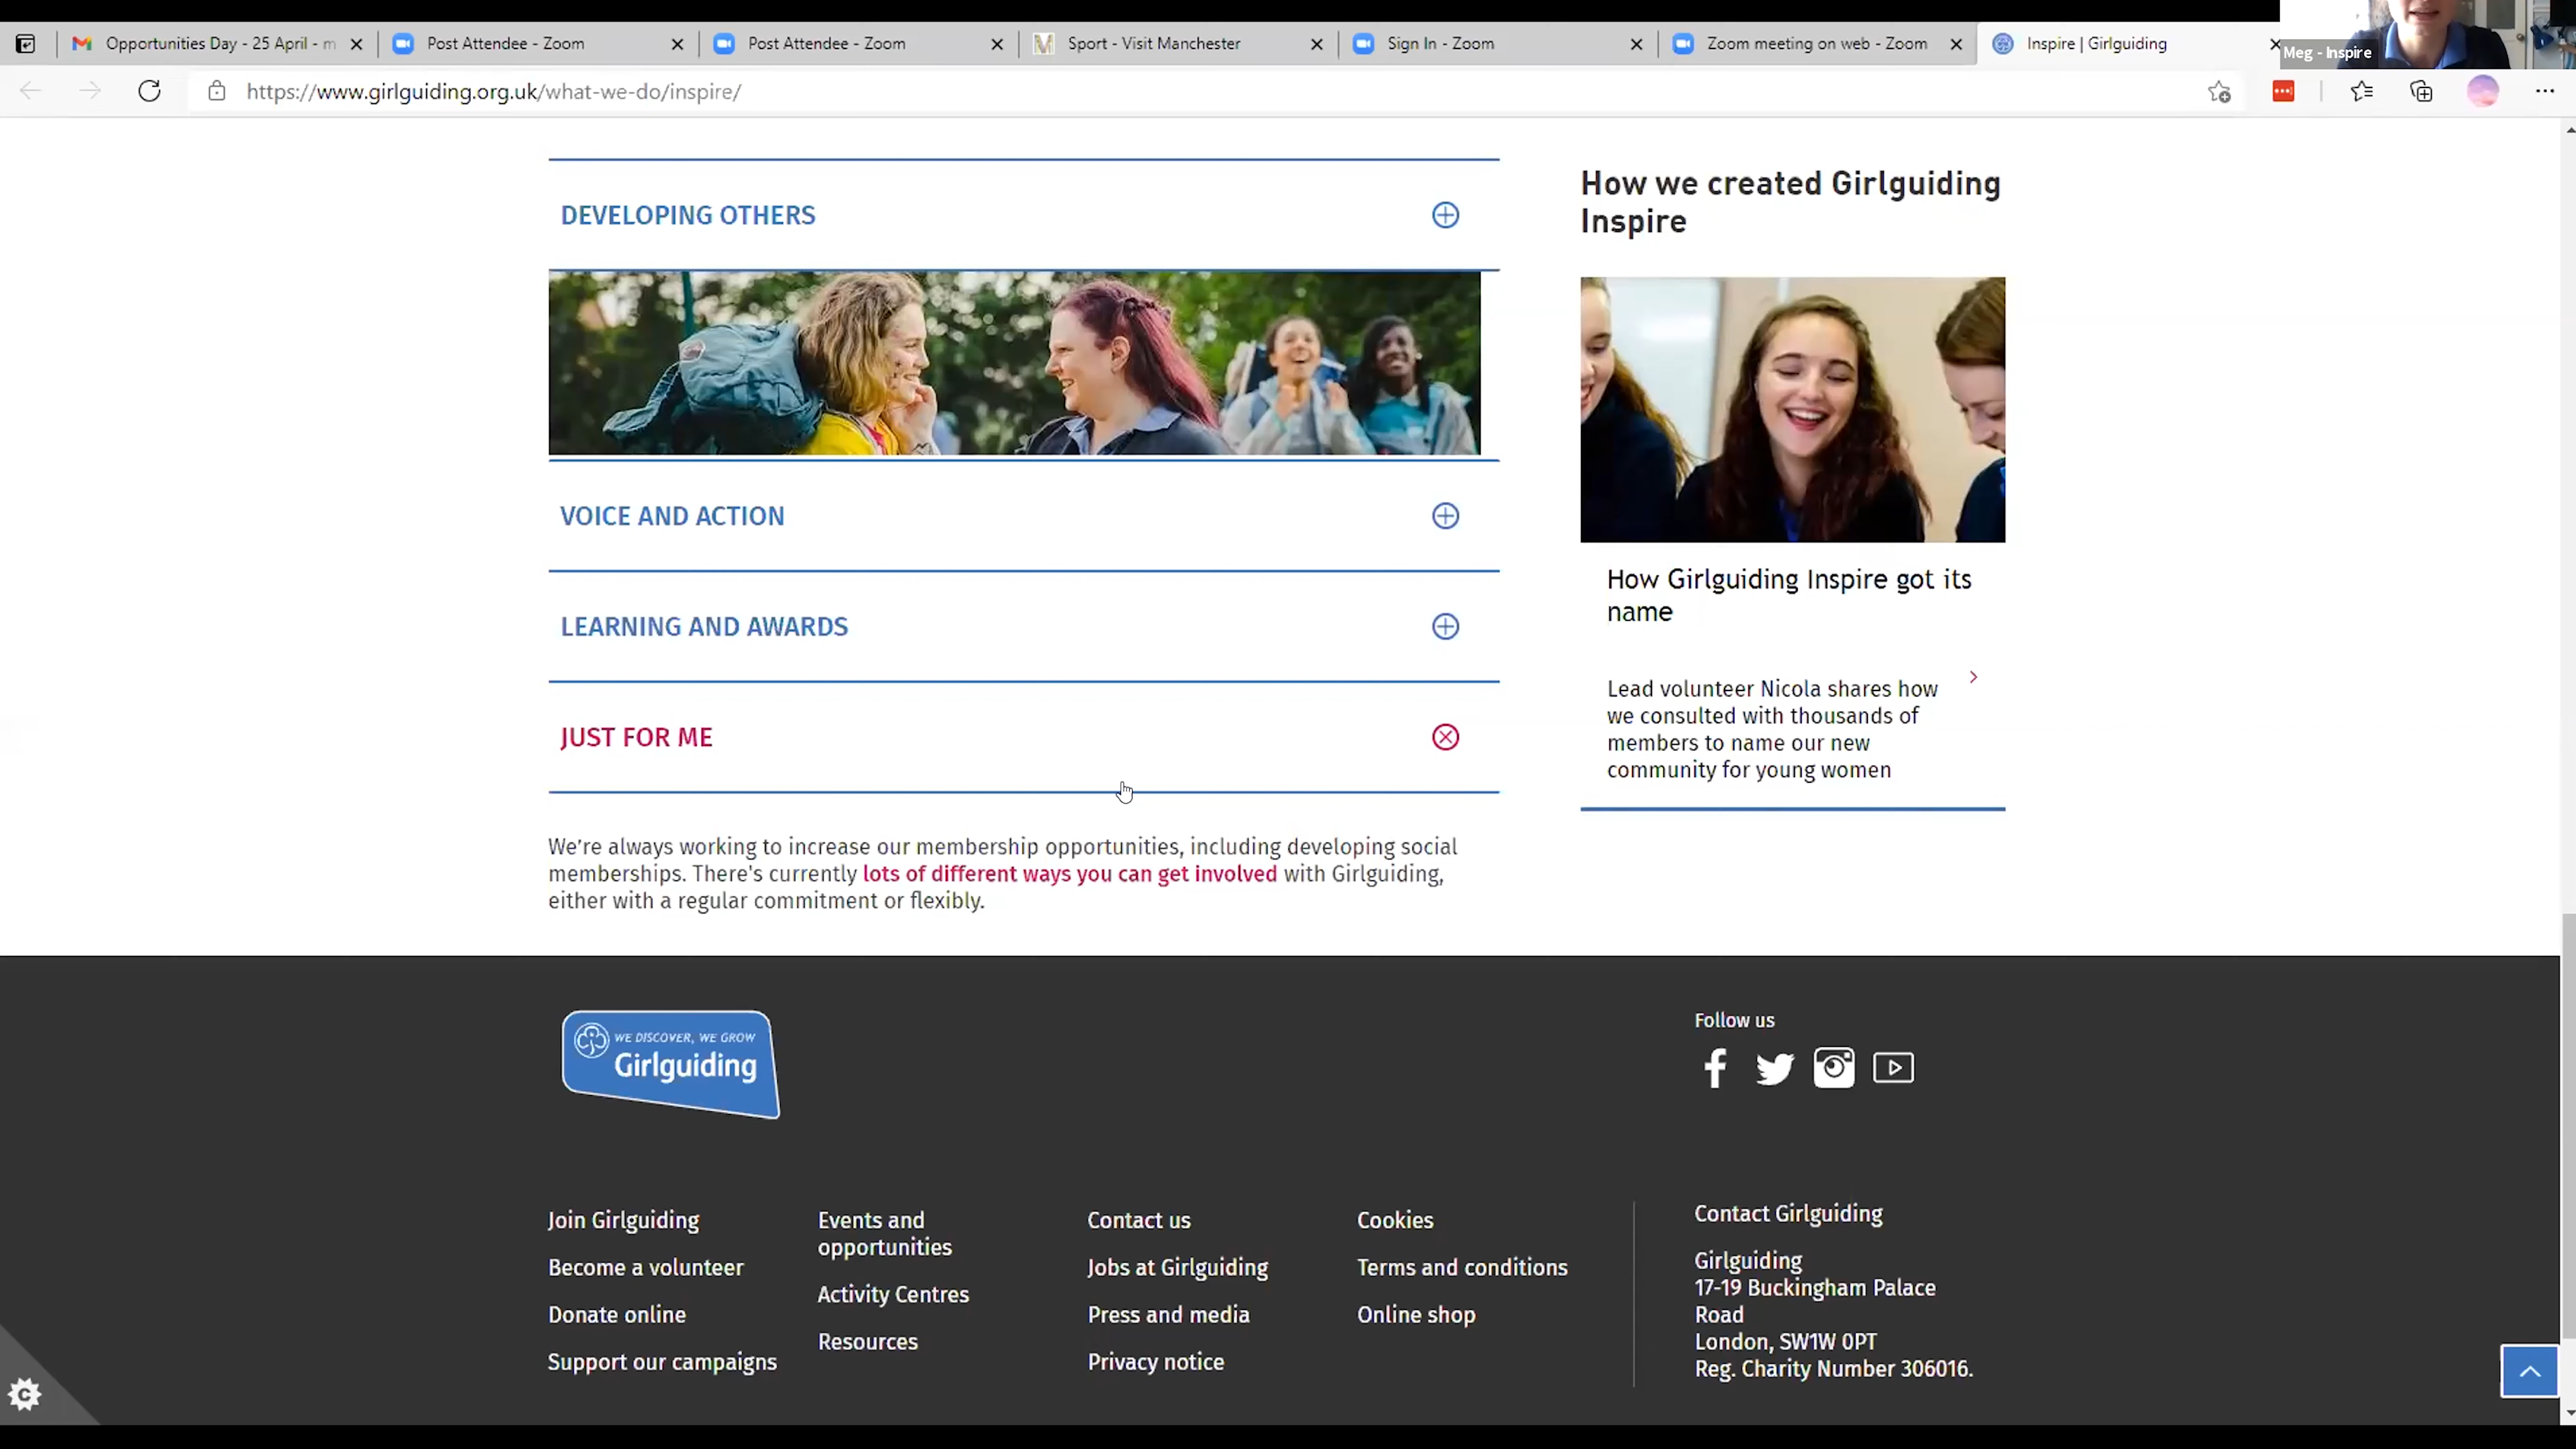 Opportunities Day - 25 April - m
Post Attendee - Zoom
Post Attendee - Zoom
Sport - Visit Manchester
Sign In - Zoom
Zoom meeting on web - Zoom
Inspire | Girlguiding
Meg - Inspire
https://www.girlguiding.org.uk/what-we-do/inspire/
DEVELOPING OTHERS
VOICE AND ACTION
LEARNING AND AWARDS
JUST FOR ME
We're always working to increase our membership opportunities, including developing social
memberships. There's currently lots of different ways you can get involved with Girlguiding,
either with a regular commitment or flexibly.
How we created Girlguiding
Inspire
How Girlguiding Inspire got its
name
Lead volunteer Nicola shares how
we consulted with thousands of
members to name our new
community for young women
WE DISCOVER, WE GROW
Girlguiding
Follow us
Join Girlguiding
Become a volunteer
Donate online
Support our campaigns
Events and
opportunities
Activity Centres
Resources
Contact us
Jobs at Girlguiding
Press and media
Privacy notice
Cookies
Terms and conditions
Online shop
Contact Girlguiding
Girlguiding
17-19 Buckingham Palace
Road
London, SW1W 0PT
Reg. Charity Number 306016.